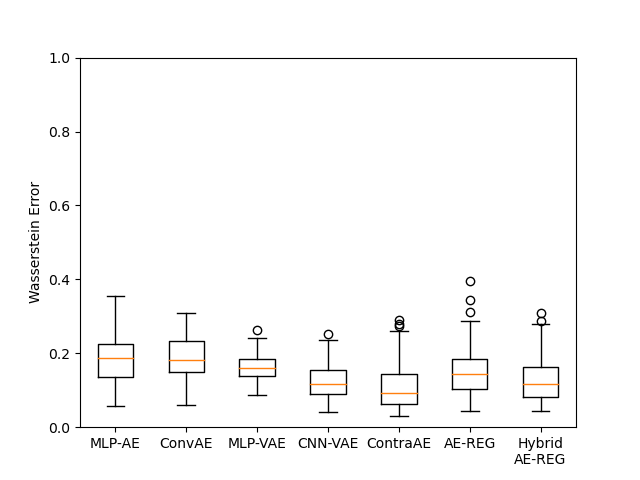 1.0
0.8
0.6
0.4
0.2
0.0
Wasserstein Error
MLP-AE ConvAE MLP-VAE CNN-VAE ContraAE AE-REG Hybrid
AE-REG